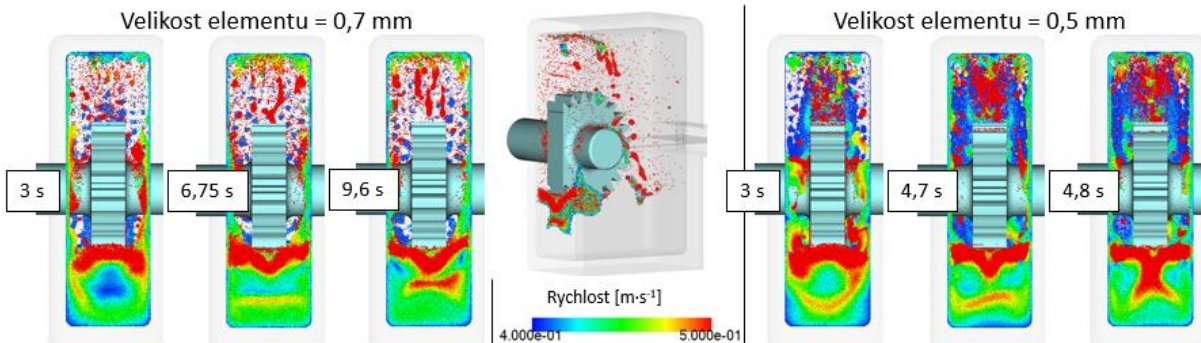 Velikost elementu = 0,7 mm
3 s
6,75 s
9,6 s
Rychlost [m·s⁻¹]
4.000e-01
5.000e-01
Velikost elementu = 0,5 mm
3 s
4,7 s
4,8 s